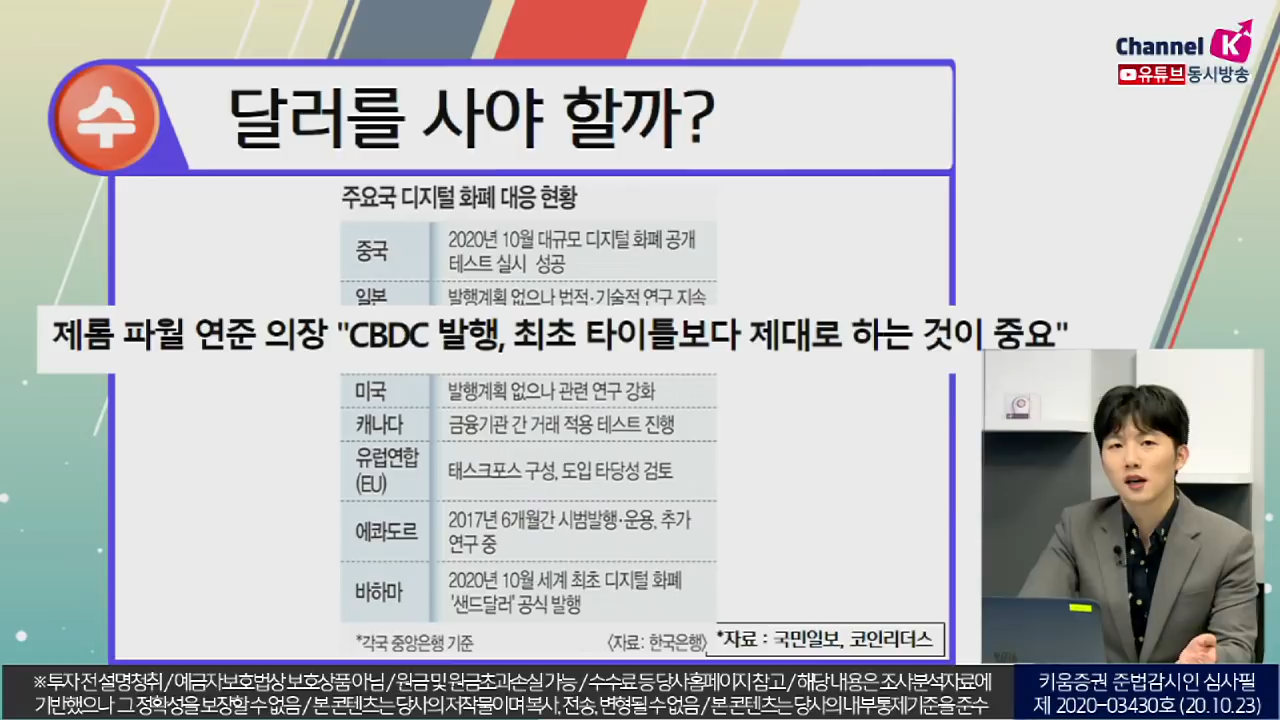 Channel K
유튜브 동시방송
수
달러를 사야 할까?
주요국 디지털 화폐 대응 현황
중국
2020년 10월 대규모 디지털 화폐 공개
테스트 실시 성공
일본
발행계획 없으나 법적·기술적 연구 지속
제롬 파월 연준 의장 "CBDC 발행, 최초 타이틀보다 제대로 하는 것이 중요"
미국
발행계획 없으나 관련 연구 강화
캐나다
금융기관 간 거래 적용 테스트 진행
유럽연합
(EU)
태스크포스 구성, 도입 타당성 검토
에콰도르
2017년 6개월간 시범발행·운용, 추가
연구 중
바하마
2020년 10월 세계 최초 디지털 화폐
'샌드달러' 공식 발행
*각국 중앙은행 기준
〈자료: 한국은행〉
*자료 : 국민일보, 코인리더스
※ 투자 전 설명청취 / 예금자보호법상 보호상품 아님 / 원금 및 원금초과손실 가능 / 수수료 등 당사홈페이지 참고 / 해당 내용은 조사분석자료에
기반했으나 그 정확성을 보장할 수 없음 / 본 콘텐츠는 당사의 저작물이며 복사, 전송, 변형될 수 없음 / 본 콘텐츠는 당사의 내부통제기준을 준수
키움증권 준법감시인 심사필
제 2020-03430호 (20.10.23)